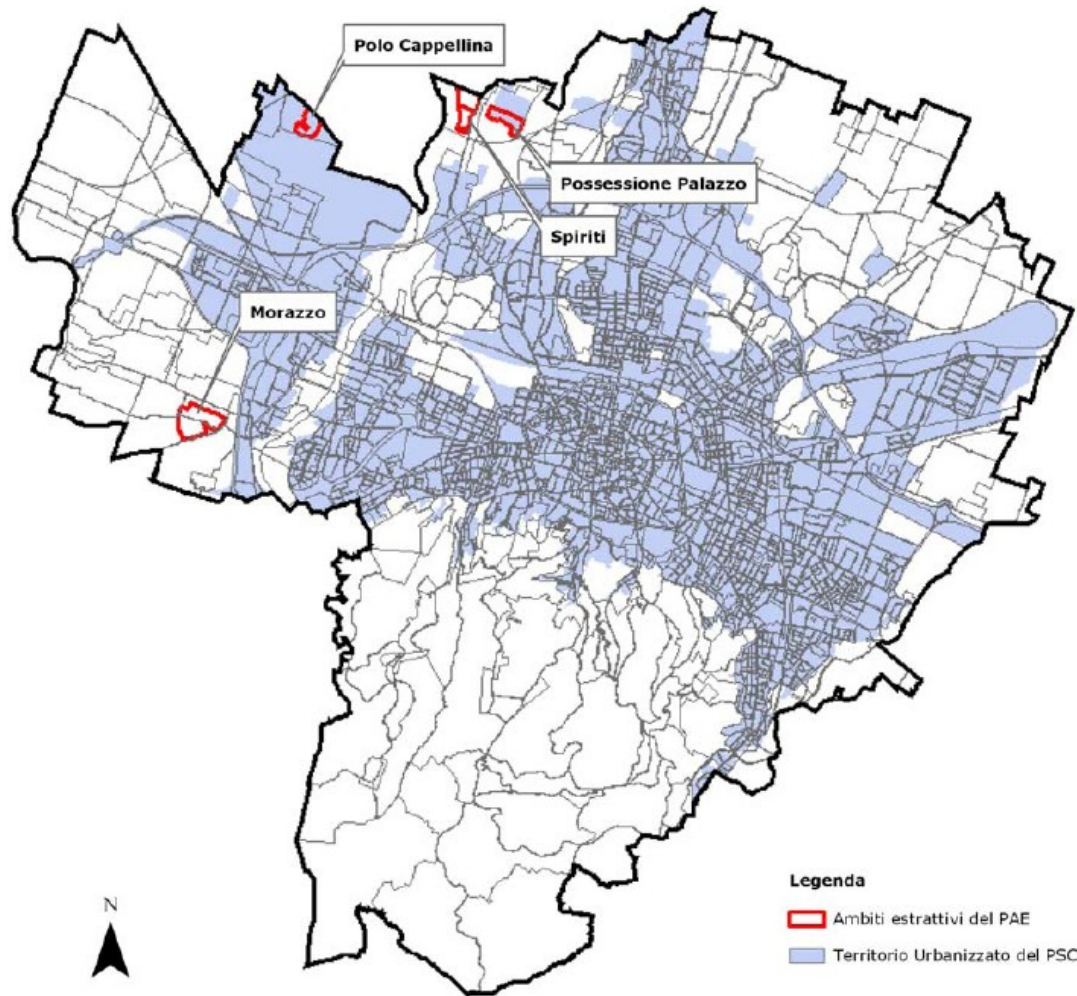 Polo Cappellina
Possessione Palazzo
Spiriti
Morazzo
N
Legenda
Ambiti estrattivi del PAE
Territorio Urbanizzato del PSC